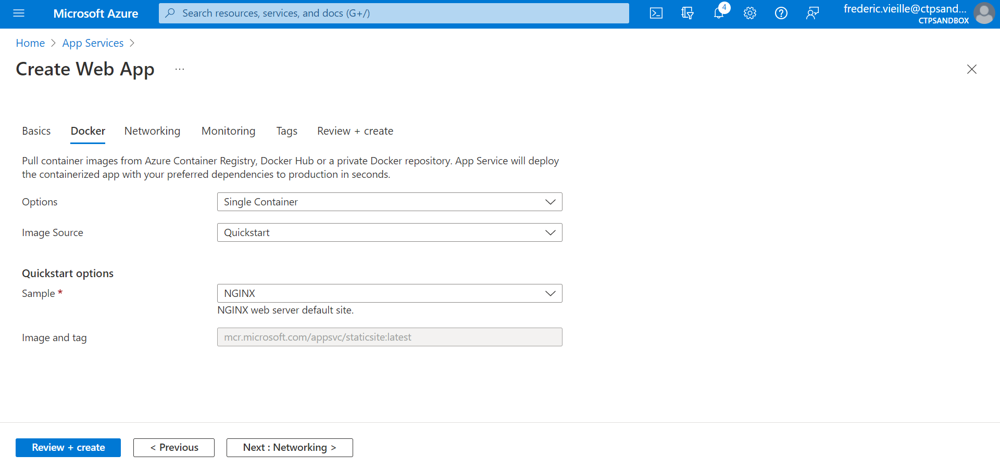 Microsoft Azure
Search resources, services, and docs (G+/)
4
frederic.vieille@ctpsand...
CTPSANDBOX
Home > App Services >
Create Web App ...
Basics Docker Networking Monitoring Tags Review + create
Pull container images from Azure Container Registry, Docker Hub or a private Docker repository. App Service will deploy
the containerized app with your preferred dependencies to production in seconds.
Options Single Container
Image Source Quickstart
Quickstart options
Sample * NGINX
NGINX web server default site.
Image and tag mcr.microsoft.com/appsvc/staticsite:latest
Review + create < Previous Next : Networking >